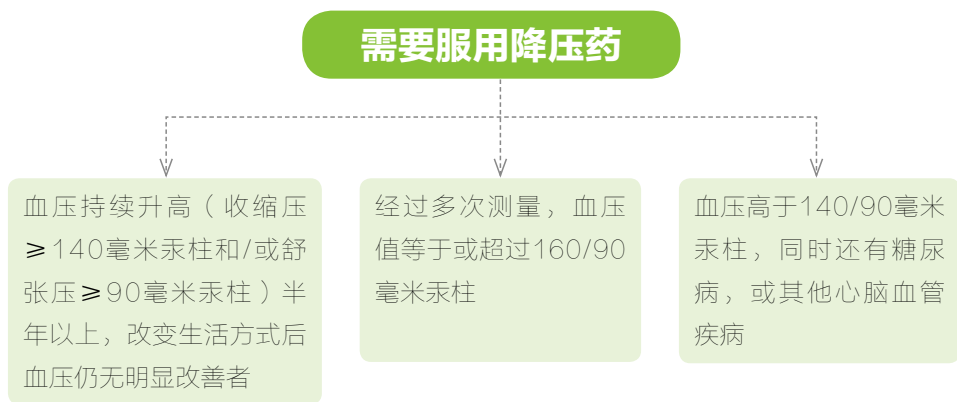 需要服用降压药
血压持续升高（收缩压
≥140毫米汞柱和/或舒
张压≥90毫米汞柱）半
年以上，改变生活方式后
血压仍无明显改善者
经过多次测量，血压
值等于或超过160/90
毫米汞柱
血压高于140/90毫米
汞柱，同时还有糖尿
病，或其他心脑血管
疾病